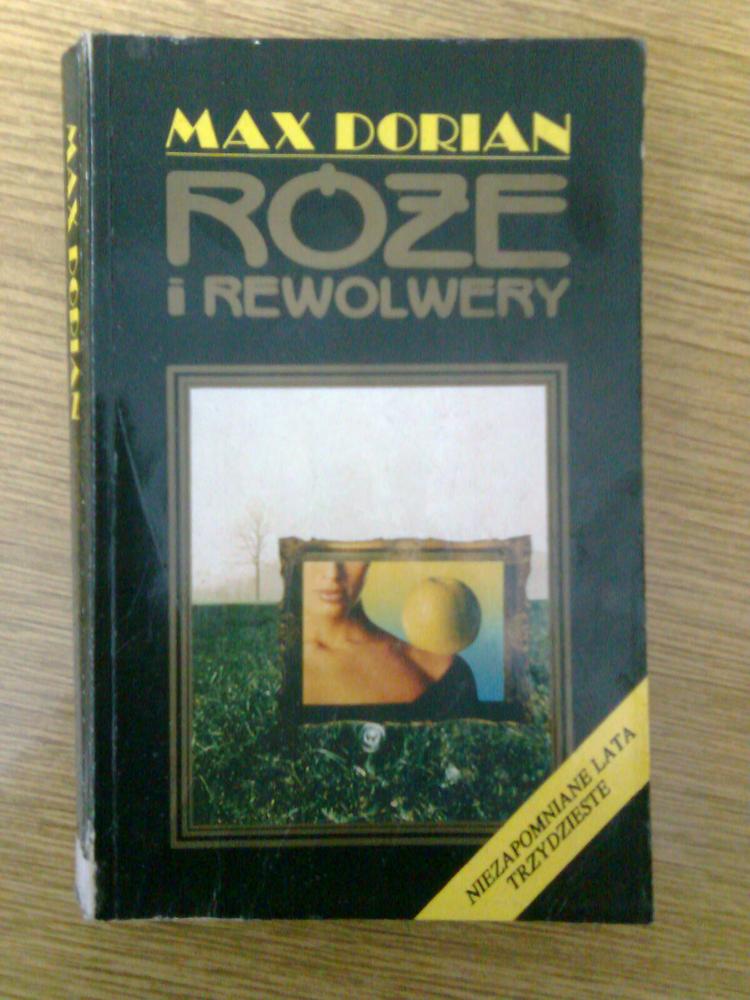 MAX DORIAN
MAX DORIAN
RÓŻE
i REWOLWERY
NIEZAPOMNIANE LATA
TRZYDZIESTE